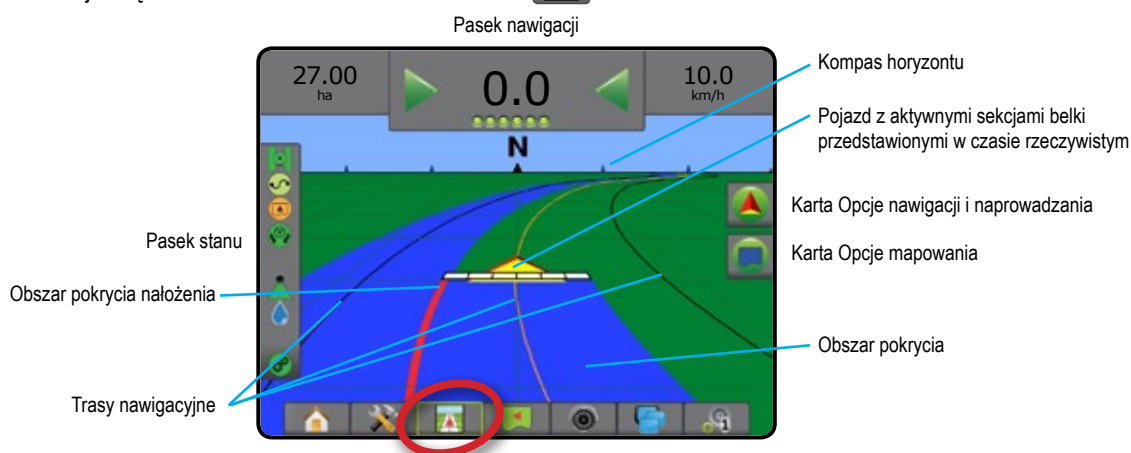 Pasek nawigacji
27.00
ha
0.0
10.0
km/h
N
Kompas horyzontu
Pojazd z aktywnymi sekcjami belki
przedstawionymi w czasie rzeczywistym
Karta Opcje nawigacji i naprowadzania
Karta Opcje mapowania
Pasek stanu
Obszar pokrycia nałożenia
Obszar pokrycia
Trasy nawigacyjne
1